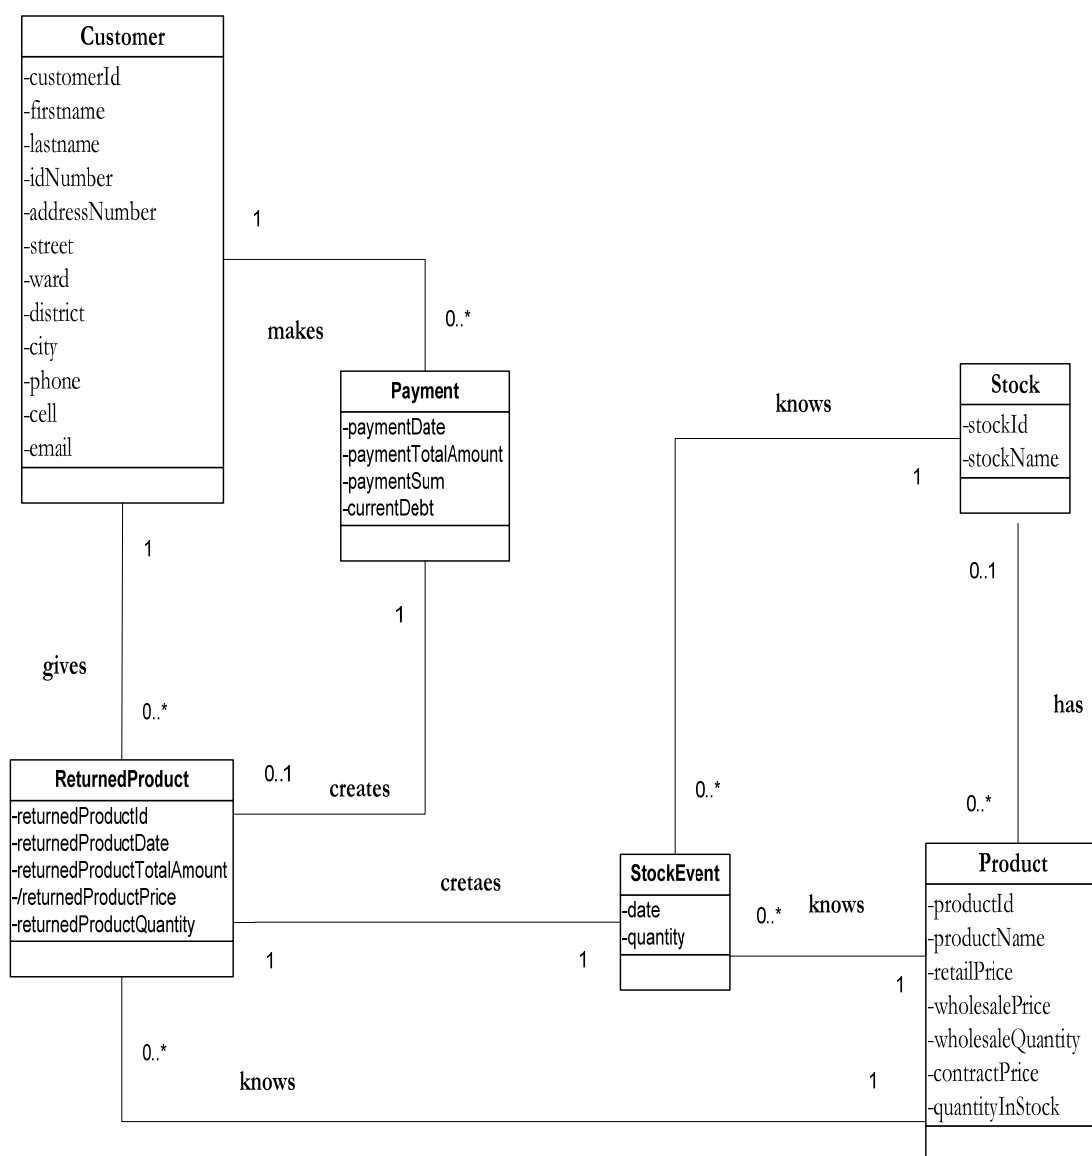 Customer
-customerId
-firstname
-lastname
-idNumber
-addressNumber
-street
-ward
-district
-city
-phone
-cell
-email
1
makes
0..*
Payment
-paymentDate
-paymentTotalAmount
-paymentSum
-currentDebt
Stock
-stockId
-stockName
knows
1
0..1
1
1
gives
0..*
has
0..*
0..*
0..1
creates
ReturnedProduct
-returnedProductId
-returnedProductDate
-returnedProductTotalAmount
-/returnedProductPrice
-returnedProductQuantity
cretaes
1
1
StockEvent
-date
-quantity
0..*
knows
1
Product
-productId
-productName
-retailPrice
-wholesalePrice
-wholesaleQuantity
-contractPrice
-quantityInStock
0..*
knows
1